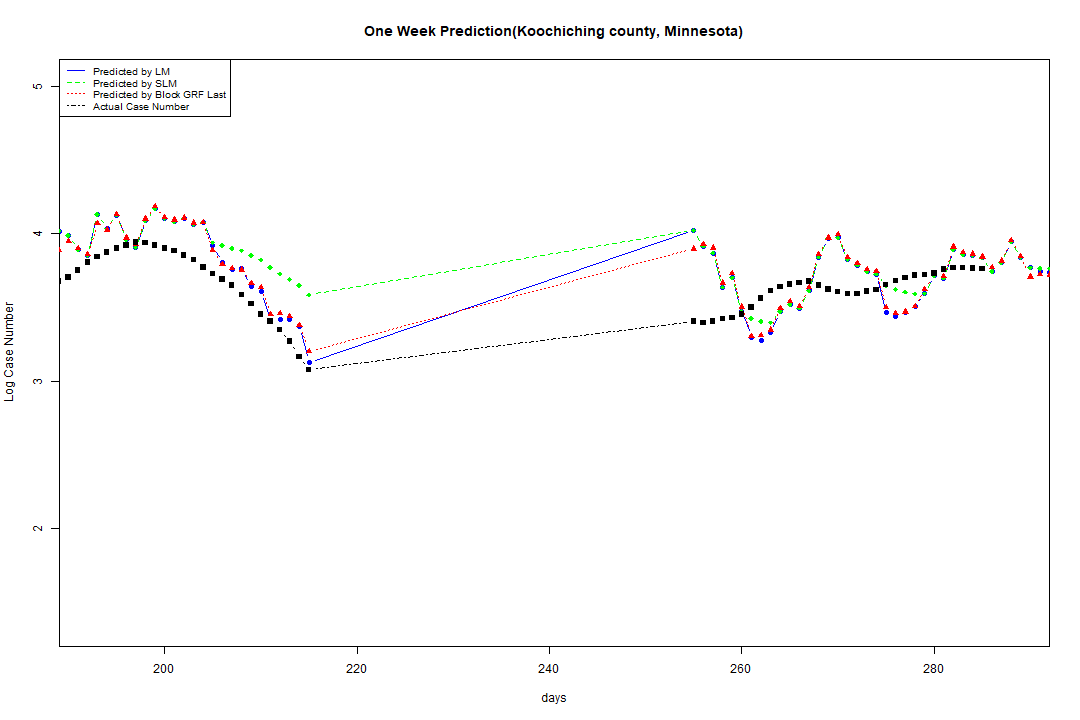 One Week Prediction(Koochiching county, Minnesota)
Predicted by LM
Predicted by SLM
Predicted by Block GRF Last
Actual Case Number
5
4
3
2
Log Case Number
200 220 240 260 280
days